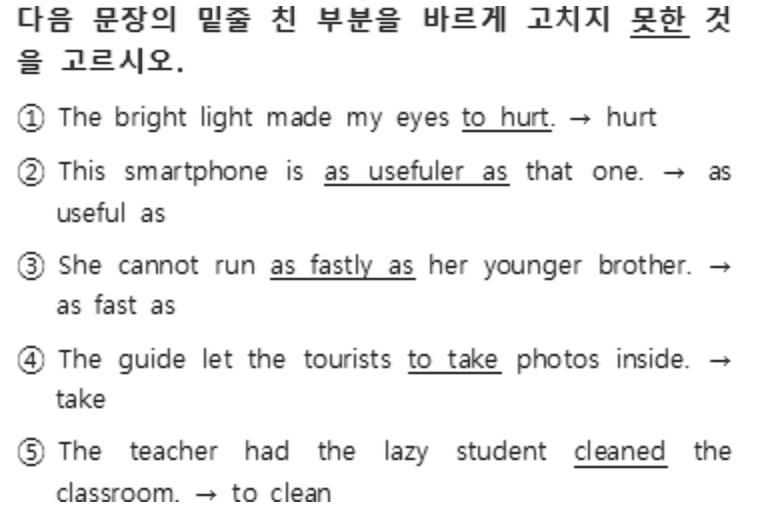 다음 문장의 밑줄 친 부분을 바르게 고치지 못한 것
을 고르시오.
① The bright light made my eyes to hurt. → hurt
② This smartphone is as usefuler as that one. → as
useful as
③ She cannot run as fastly as her younger brother. →
as fast as
④ The guide let the tourists to take photos inside. →
take
⑤ The teacher had the lazy student cleaned the
classroom. → to clean